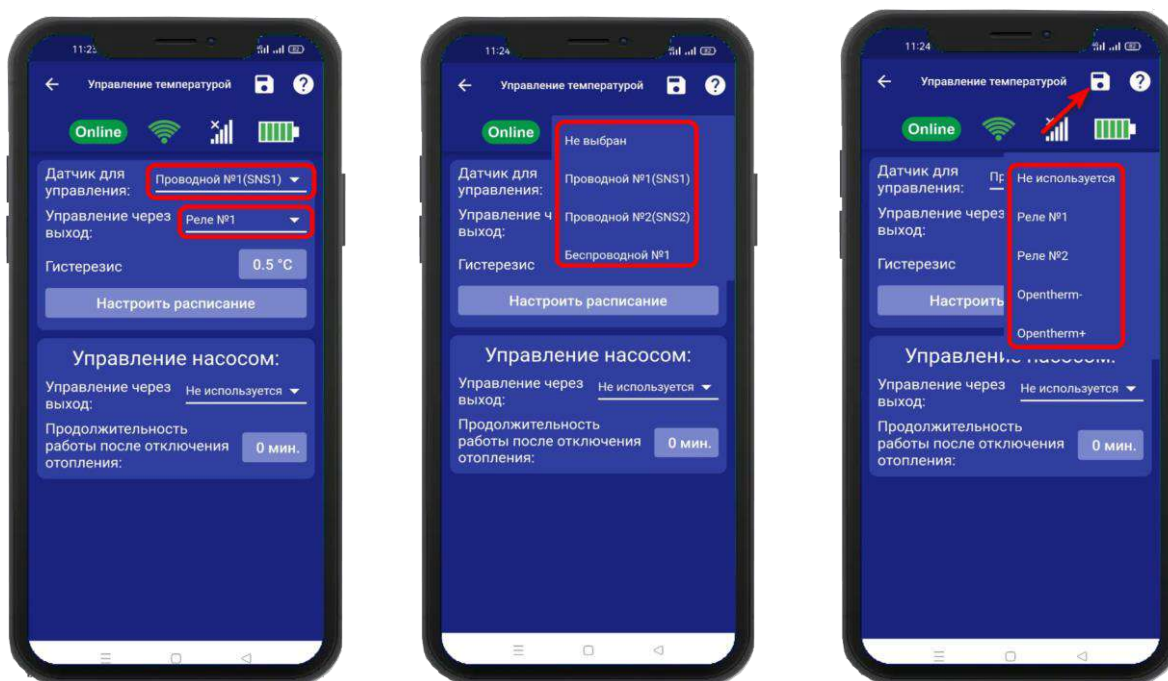 11:23
Управление температурой
?
Online
Датчик для
управления:
Проводной №1(SNS1)
Управление через
выход:
Реле №1
Гистерезис
0.5 °C
Настроить расписание
Управление насосом:
Управление через
выход:
Не используется
Продолжительность
работы после отключения
отопления:
0 мин.
11:24
Управление температурой
?
Online
Не выбран
Датчик для
управления:
Проводной №1(SNS1)
Управление ч
выход:
Проводной №2(SNS2)
Гистерезис
Беспроводной №1
Настроить расписание
Управление насосом:
Управление через
выход:
Не используется
Продолжительность
работы после отключения
отопления:
0 мин.
11:24
Управление температурой
?
Online
Датчик для
управления:
Пр
Не используется
Управление через
выход:
Реле №1
Реле №2
Гистерезис
Настроить
Opentherm-
Opentherm+
Управление насосом:
Управление через
выход:
Не используется
Продолжительность
работы после отключения
отопления:
0 мин.